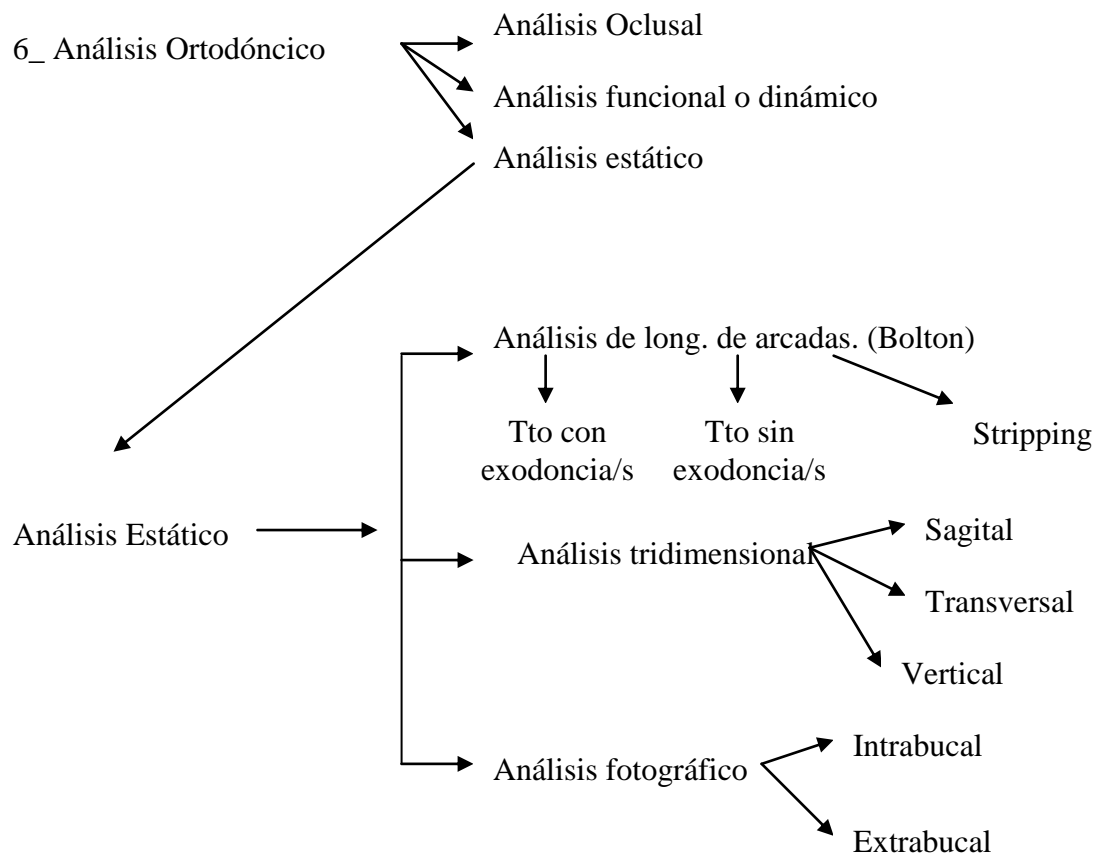 6_ Análisis Ortodóncico
Análisis Oclusal
Análisis funcional o dinámico
Análisis estático
Análisis Estático
Análisis de long. de arcadas. (Bolton)
Tto con
exodoncia/s
Tto sin
exodoncia/s
Stripping
Análisis tridimensional
Sagital
Transversal
Vertical
Análisis fotográfico
Intrabucal
Extrabucal